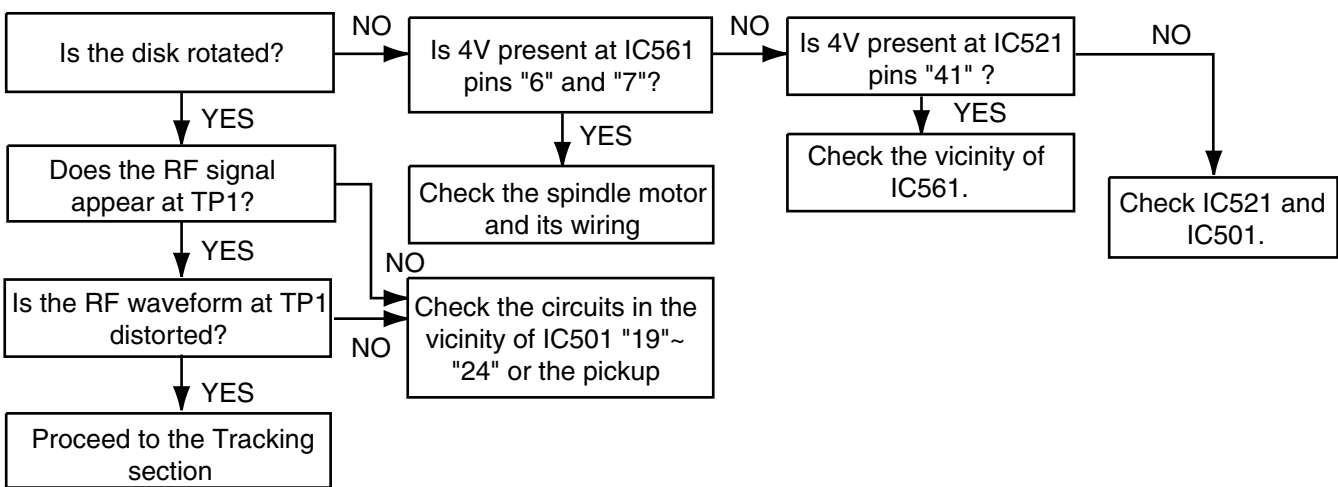 Is the disk rotated?
NO
Is 4V present at IC561
pins "6" and "7"?
NO
Is 4V present at IC521
pins "41" ?
NO
YES
YES
YES
Does the RF signal
appear at TP1?
Check the spindle motor
and its wiring
Check the vicinity of
IC561.
Check IC521 and
IC501.
YES
NO
Is the RF waveform at TP1
distorted?
NO
Check the circuits in the
vicinity of IC501 "19"~
"24" or the pickup
YES
Proceed to the Tracking
section